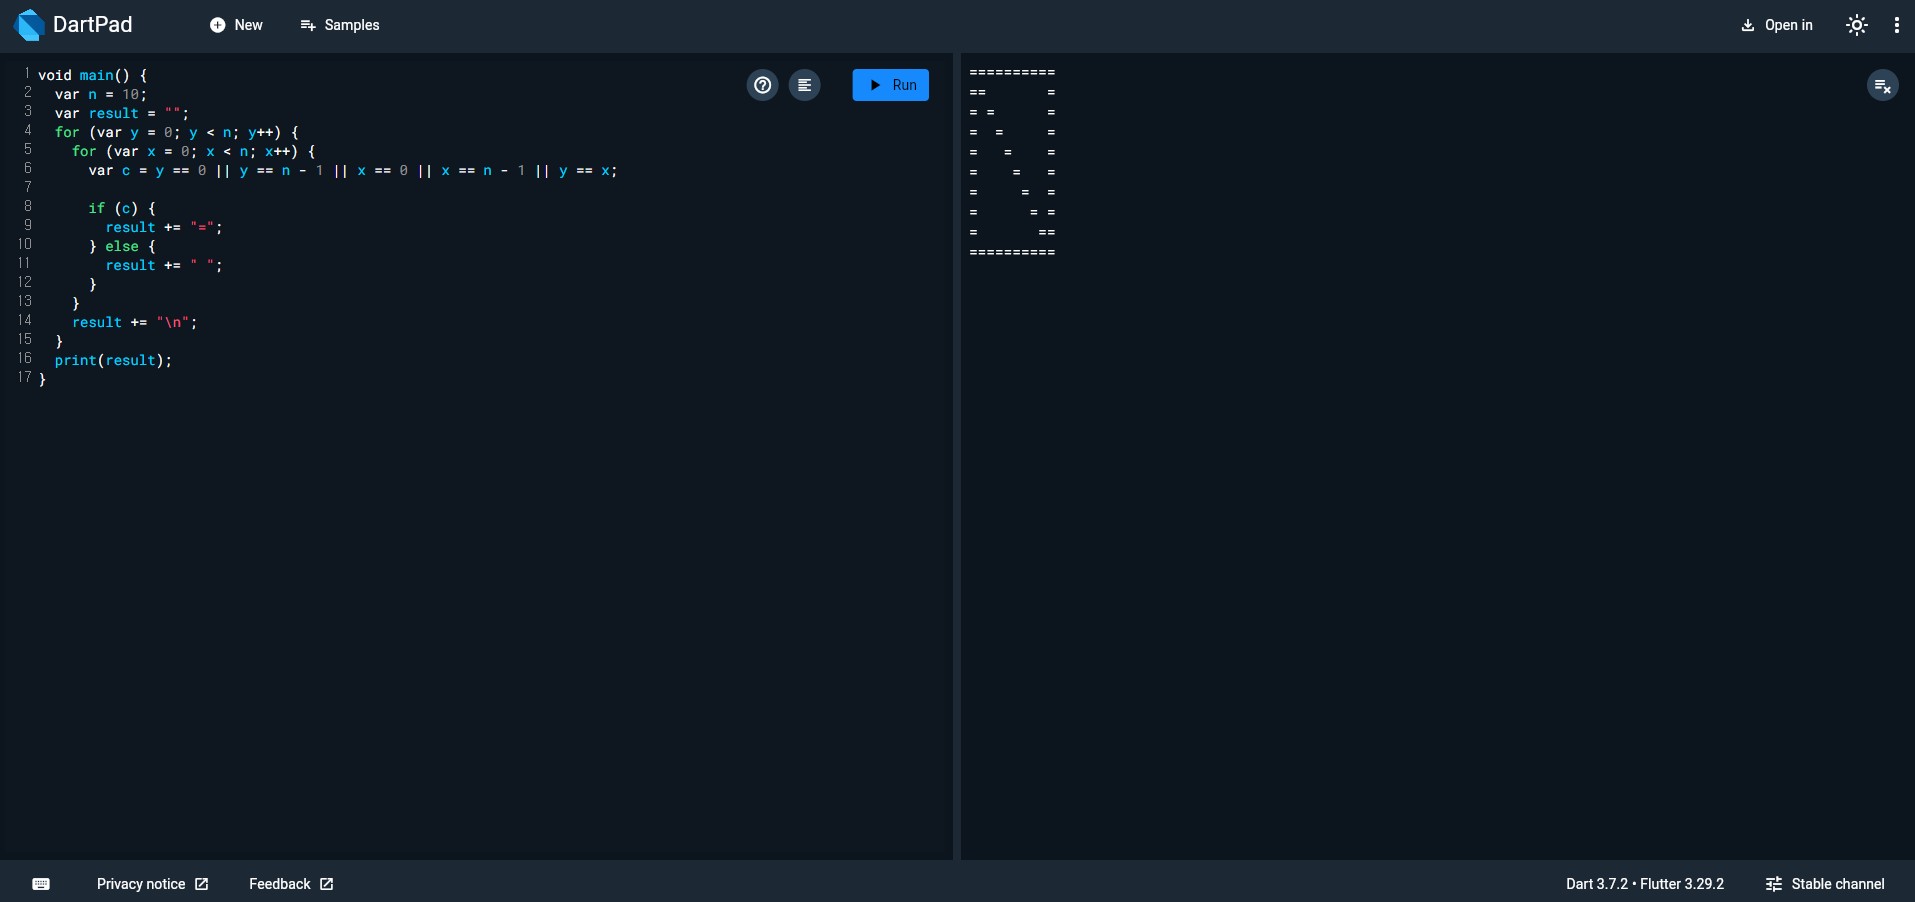 DartPad
New
Samples
Open in
1 void main() {
2   var n = 10;
3   var result = "";
4   for (var y = 0; y < n; y++) {
5     for (var x = 0; x < n; x++) {
6       var c = y == 0 || y == n - 1 || x == 0 || x == n - 1 || y == x;
7
8       if (c) {
9         result += "=";
10       } else {
11         result += " ";
12       }
13     }
14     result += "\n";
15   }
16   print(result);
17 }
Run
==========
==       =
= =      =
=  =     =
=   =    =
=    =   =
=     =  =
=      = =
=       ==
==========
Privacy notice
Feedback
Dart 3.7.2 • Flutter 3.29.2
Stable channel